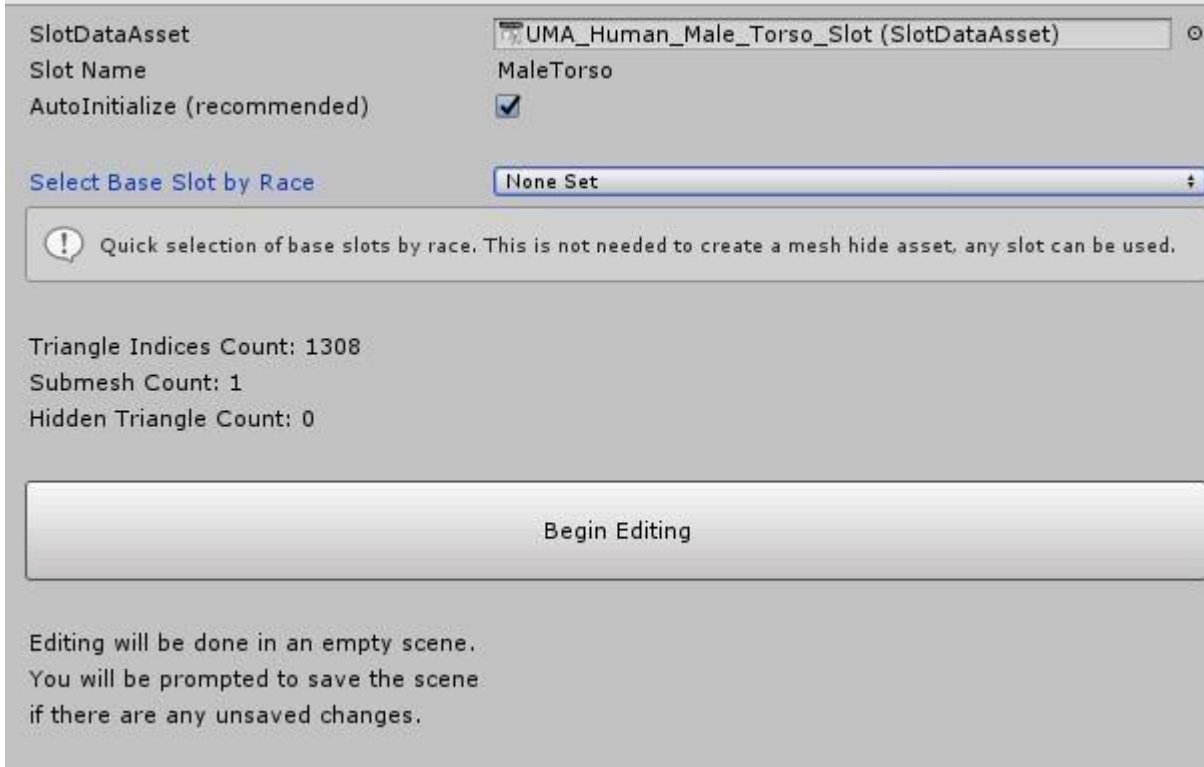 SlotDataAsset UMA_Human_Male_Torso_Slot (SlotDataAsset)
Slot Name MaleTorso
AutoInitialize (recommended)
Select Base Slot by Race None Set
Quick selection of base slots by race. This is not needed to create a mesh hide asset, any slot can be used.
Triangle Indices Count: 1308
Submesh Count: 1
Hidden Triangle Count: 0
Begin Editing
Editing will be done in an empty scene.
You will be prompted to save the scene
if there are any unsaved changes.